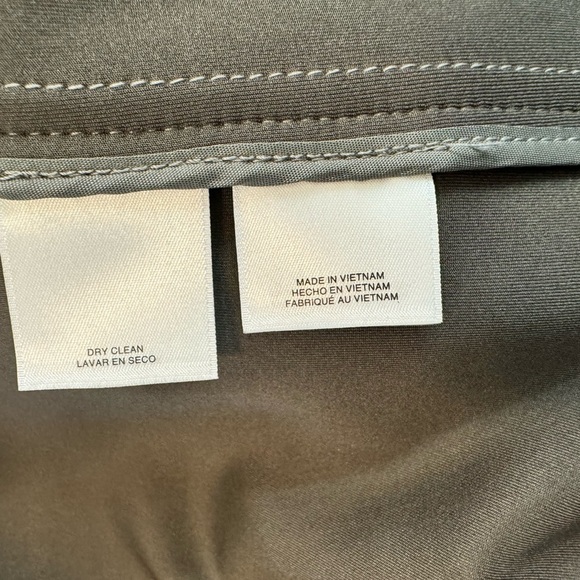 DRY CLEAN
LAVAR EN SECO
MADE IN VIETNAM
HECHO EN VIETNAM
FABRIQUÉ AU VIETNAM